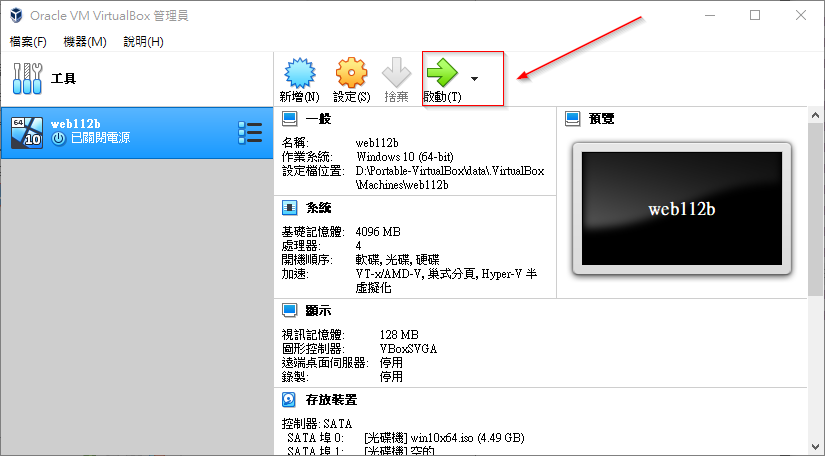 Oracle VM VirtualBox 管理員
檔案(F) 機器(M) 說明(H)
工具
新增(N) 設定(S) 捨棄 啟動(T)
64
10
web112b
已關閉電源
一般
名稱: web112b
作業系統: Windows 10 (64-bit)
設定檔位置: D:\Portable-VirtualBox\data\.VirtualBox
\Machines\web112b
系統
基礎記憶體: 4096 MB
處理器: 4
開機順序: 軟碟, 光碟, 硬碟
加速: VT-x/AMD-V, 巢式分頁, Hyper-V 半
虛擬化
預覽
web112b
顯示
視訊記憶體: 128 MB
圖形控制器: VBoxSVGA
遠端桌面伺服器: 停用
錄製: 停用
存放裝置
控制器: SATA
SATA 埠 0: [光碟機] win10x64.iso (4.49 GB)
SATA 埠 1: [光碟機] 空的